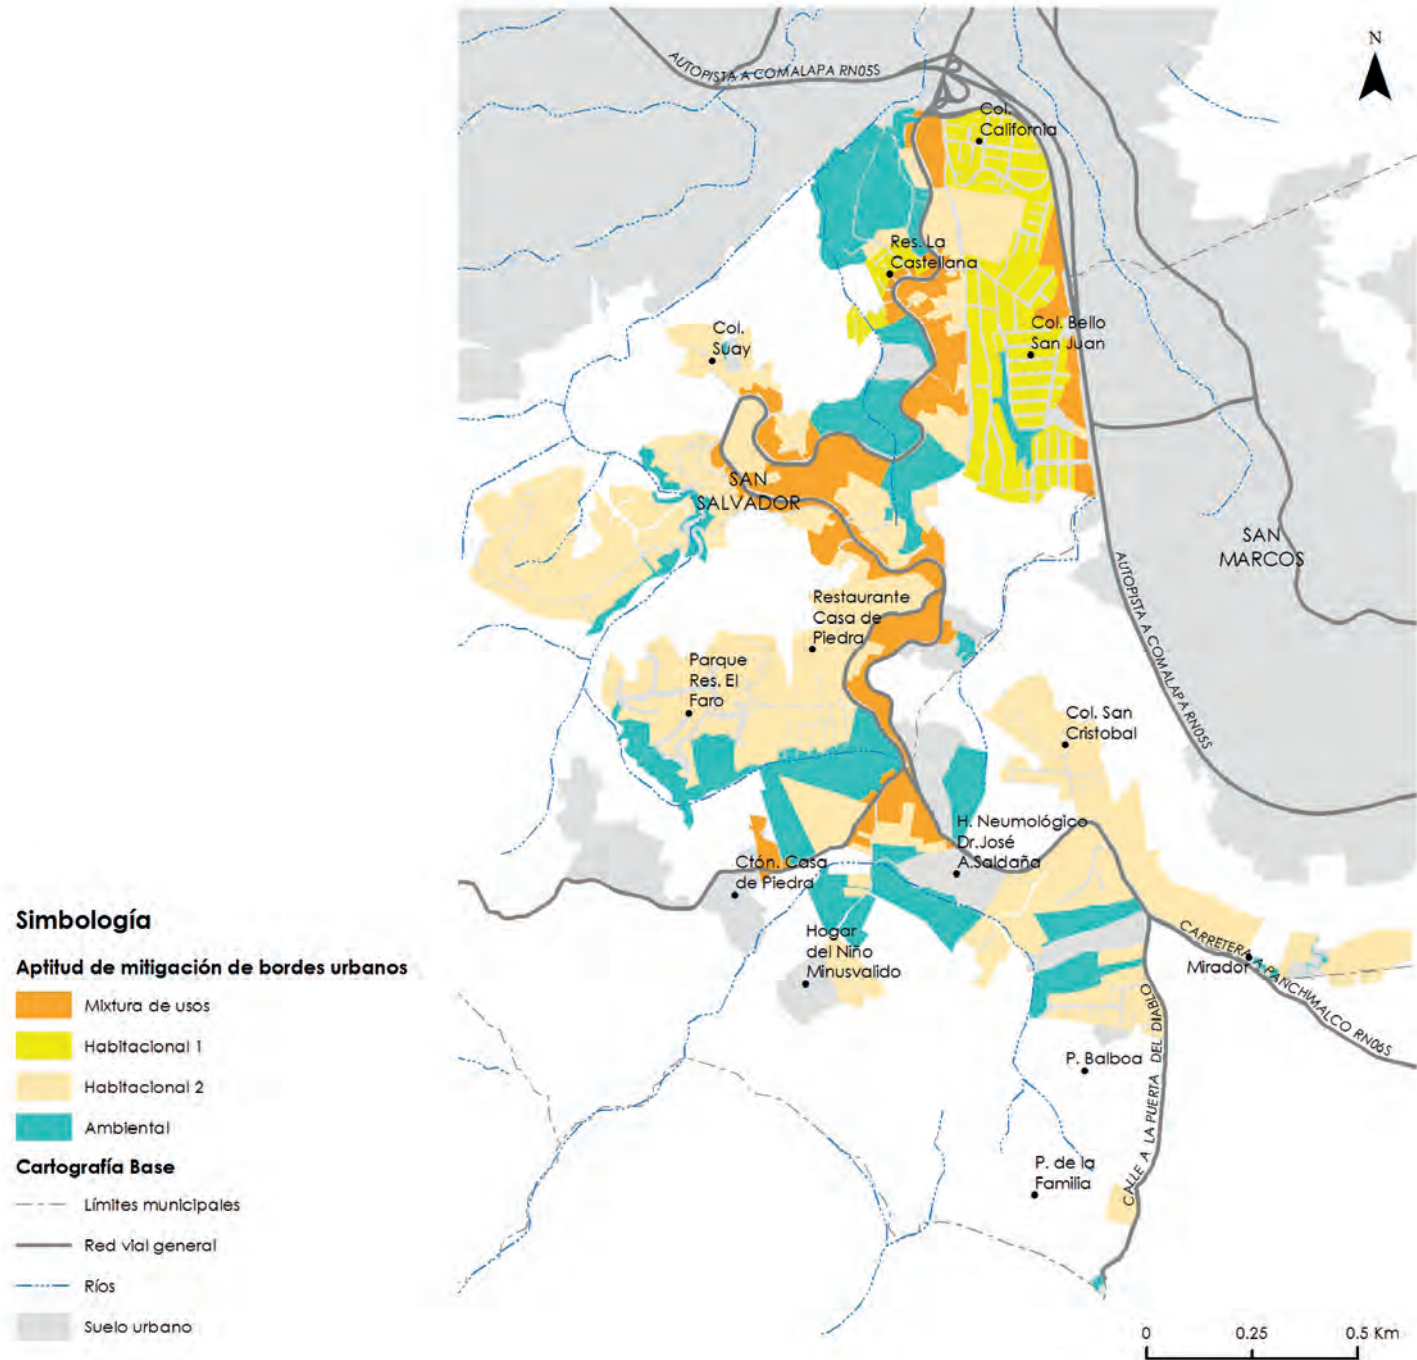 N
AUTOPISTA A COMALAPA RN05S
Col.
California
Res. La
Castellana
Col.
Suay
Col. Bello
San Juan
SAN
SALVADOR
SAN
MARCOS
AUTOPISTA A COMALAPA RN05S
Restaurante
Casa de
Piedra
Parque
Res. El
Faro
Col. San
Cristobal
H. Neumológico
Dr.José
A.Saldaña
Ctón. Casa
de Piedra
Hogar
del Niño
Minusvalido
CARRETERA A PANCHIMALCO RN06S
Mirador
CALLE A LA PUERTA DEL DIABLO
P. Balboa
P. de la
Familia
Simbología
Aptitud de mitigación de bordes urbanos
Mixtura de usos
Habitacional 1
Habitacional 2
Ambiental
Cartografía Base
Límites municipales
Red vial general
Ríos
Suelo urbano
0 0.25 0.5 Km